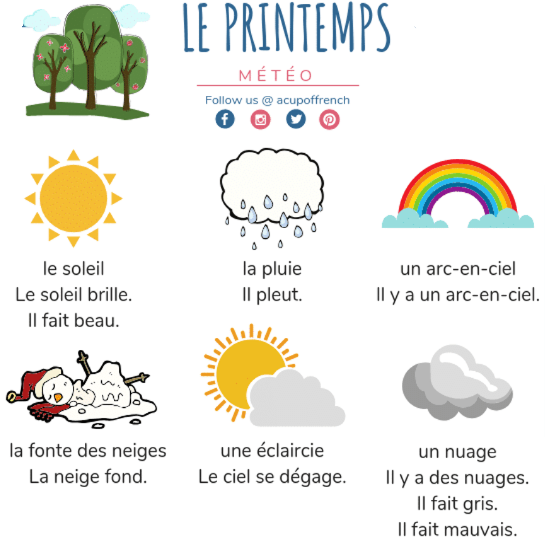 LE PRINTEMPS
MÉTÉO
Follow us @ acupoffrench
le soleil
Le soleil brille.
Il fait beau.
la pluie
Il pleut.
un arc-en-ciel
Il y a un arc-en-ciel.
la fonte des neiges
La neige fond.
une éclaircie
Le ciel se dégage.
un nuage
Il y a des nuages.
Il fait gris.
Il fait mauvais.